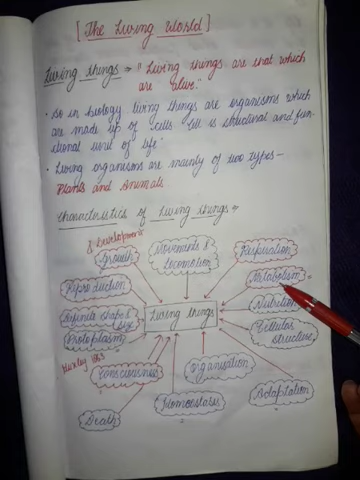 [The Living World]
Living things → "Living things are that which
are alive."
• So in biology living things are organisms which
are made up of cells. Cell is structural and fun-
ctional unit of life.
• Living organisms are mainly of two types—
Plants and Animals
Characteristics of Living things →
& Development
Growth
Movements &
Locomotion
Respiration
Metabolism
Reproduction
Nutrition
Definite shape &
size
Living things
Cellular
structure
Protoplasm
Huxley 1863
Consciousness
Organisation
Adaptation
Homeostasis
Death